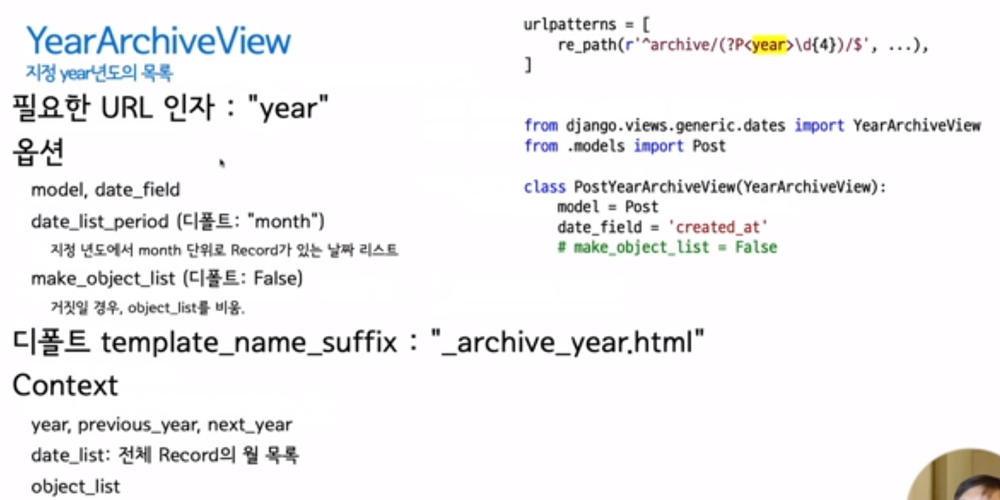 YearArchiveView
지정 year년도의 목록
필요한 URL 인자 : "year"
옵션
model, date_field
date_list_period (디폴트: "month")
지정 년도에서 month 단위로 Record가 있는 날짜 리스트
make_object_list (디폴트: False)
거짓일 경우, object_list를 비움.
디폴트 template_name_suffix : "_archive_year.html"
Context
year, previous_year, next_year
date_list: 전체 Record의 월 목록
object_list
urlpatterns = [
    re_path(r'^archive/(?P<year>\d{4})/$', ...),
]
from django.views.generic.dates import YearArchiveView
from .models import Post
class PostYearArchiveView(YearArchiveView):
    model = Post
    date_field = 'created_at'
    # make_object_list = False